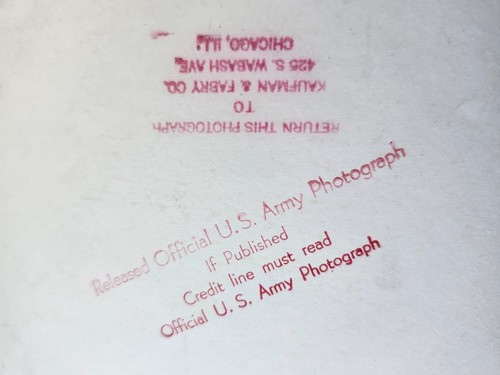 RETURN THIS PHOTOGRAPH
TO
KAUFMAN & FABRY CO.
425 S. WABASH AVE.
CHICAGO, ILL.
Released Official U. S. Army Photograph
If Published
Credit line must read
Official U. S. Army Photograph